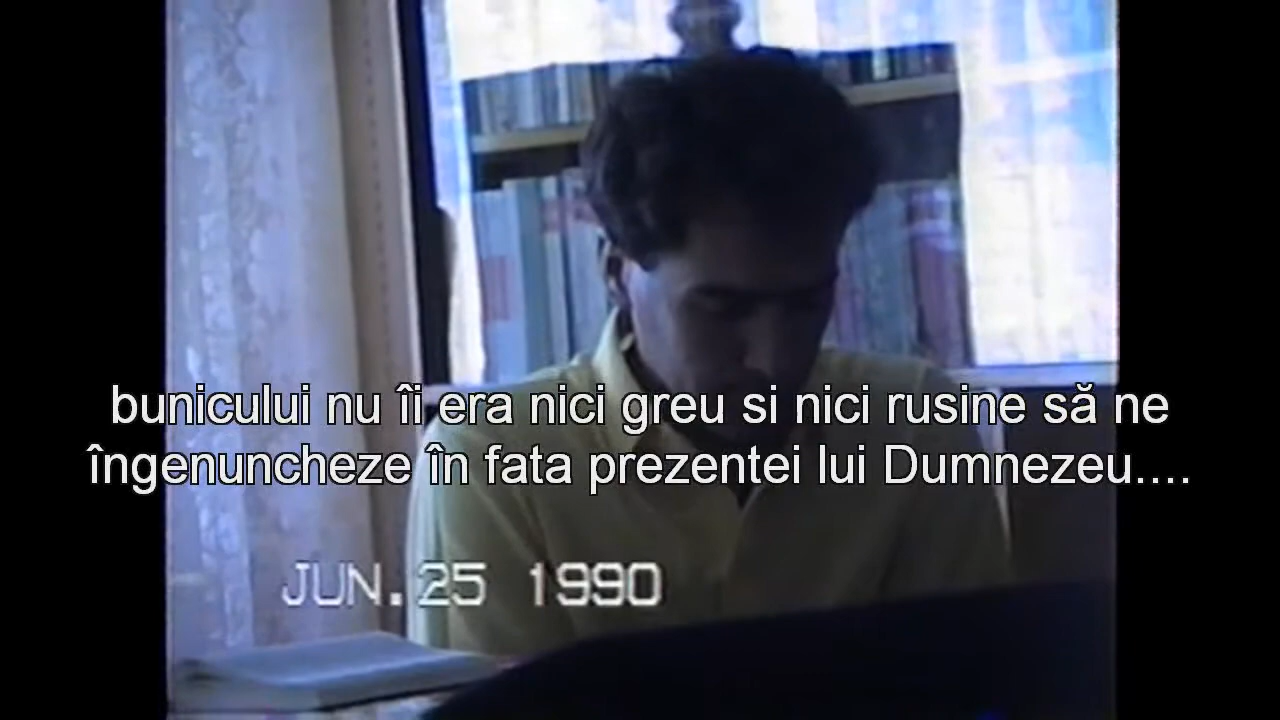 bunicului nu îi era nici greu si nici rusine să ne
îngenuncheze în fata prezentei lui Dumnezeu....
JUN. 25 1990